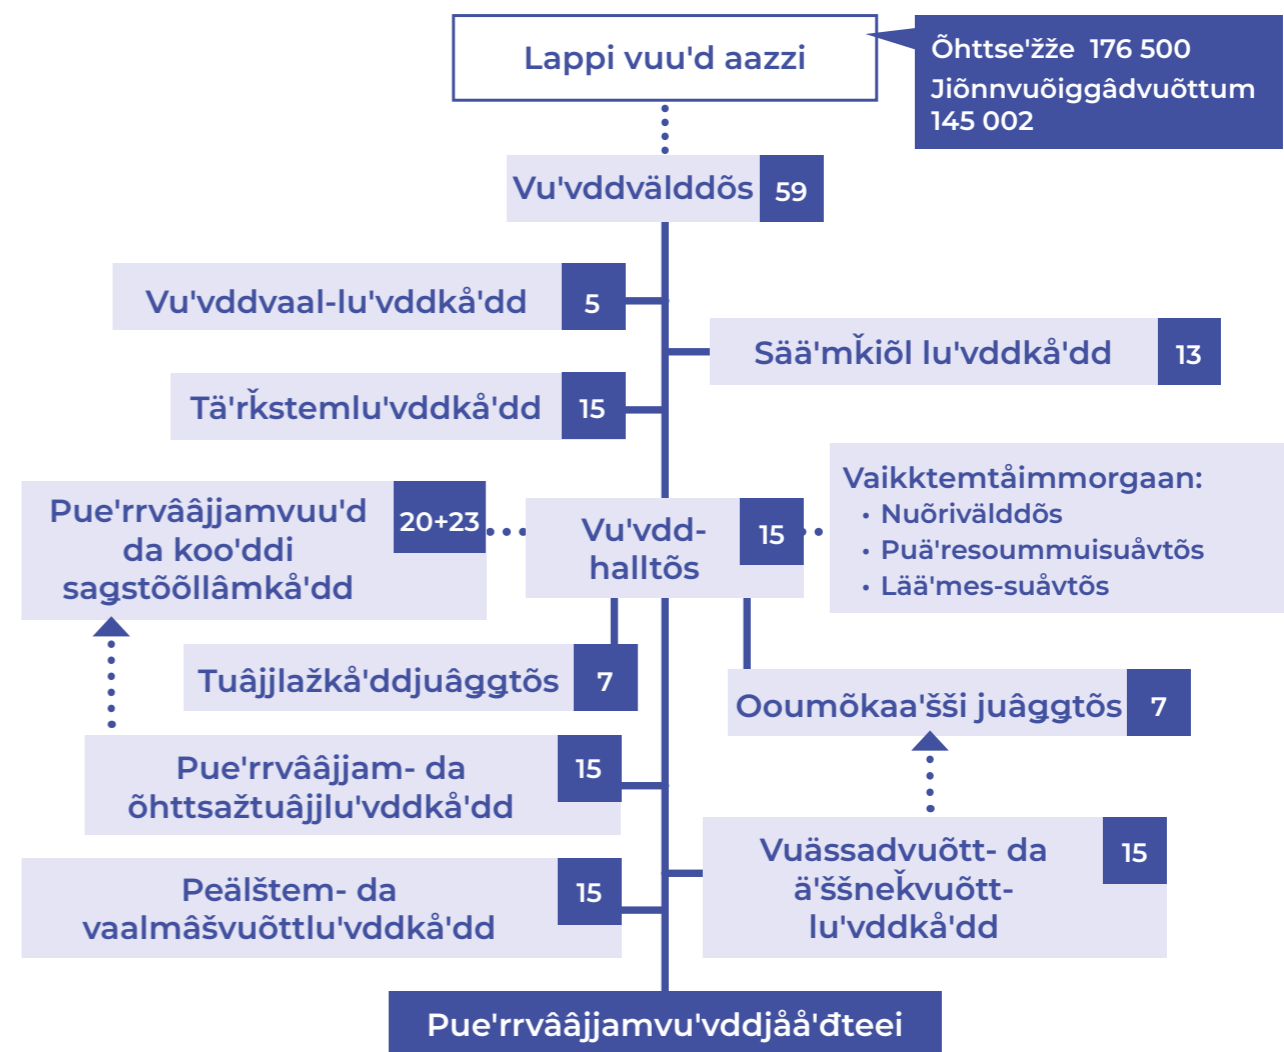 Lappi vuu'd aazzi
Õhttse'žže 176 500
Jiõnnvuõiggâdvuõttum
145 002
Vu'vddvälddõs 59
Vu'vddvaal-lu'vddkå'dd 5
Sää'mǩiõl lu'vddkå'dd 13
Tä'rǩstemlu'vddkå'dd 15
Pue'rrvââjjamvuu'd
da koo'ddi
sagstõõllâmkå'dd
20+23
Vu'vdd-
halltõs
15
Vaikktemtåimmorgaan:
• Nuõrivälddõs
• Puä'resoummuisuåvtõs
• Lää'mes-suåvtõs
Tuâjjlažkå'ddjuâǥǥtõs 7
Ooumõkaa'šši juâǥǥtõs 7
Pue'rrvââjjam- da
õhttsažtuâjjlu'vddkå'dd
15
Vuässadvuõtt- da
ä'ššneǩvuõtt-
lu'vddkå'dd
15
Peälštem- da
vaalmâšvuõttlu'vddkå'dd
15
Pue'rrvââjjamvu'vddjåå'đteei